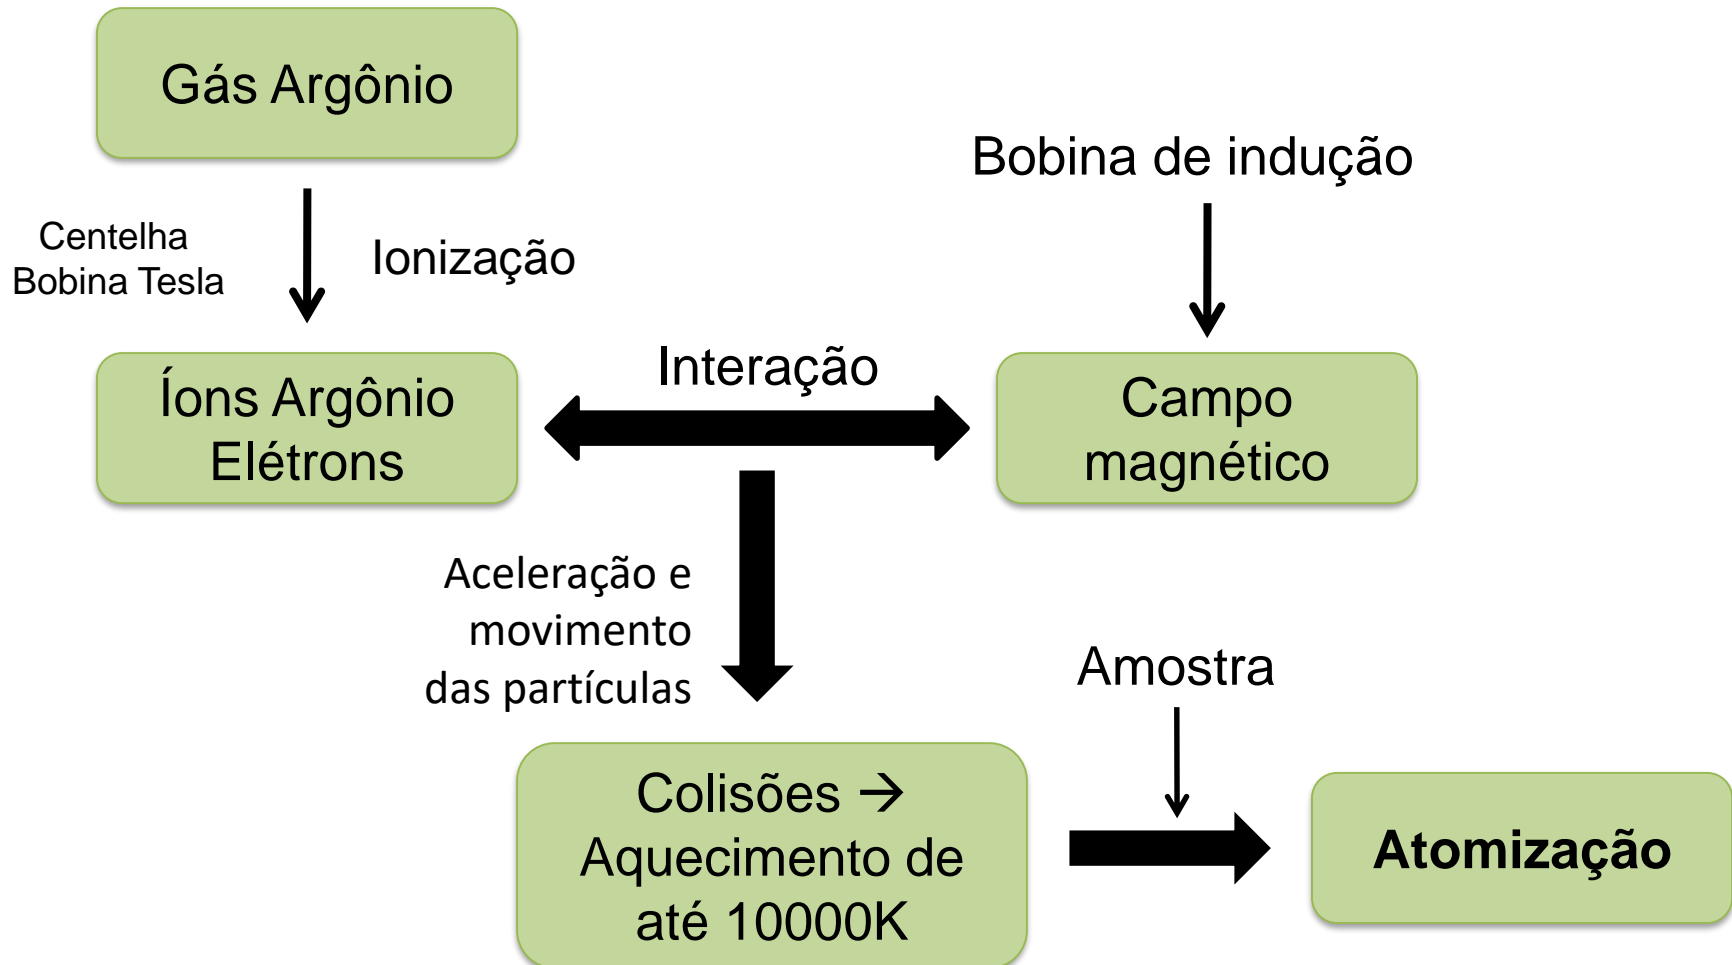 Gás Argônio
Centelha
Bobina Tesla
Ionização
Bobina de indução
Íons Argônio
Elétrons
Interação
Campo
magnético
Aceleração e
movimento
das partículas
Amostra
Colisões →
Aquecimento de
até 10000K
Atomização